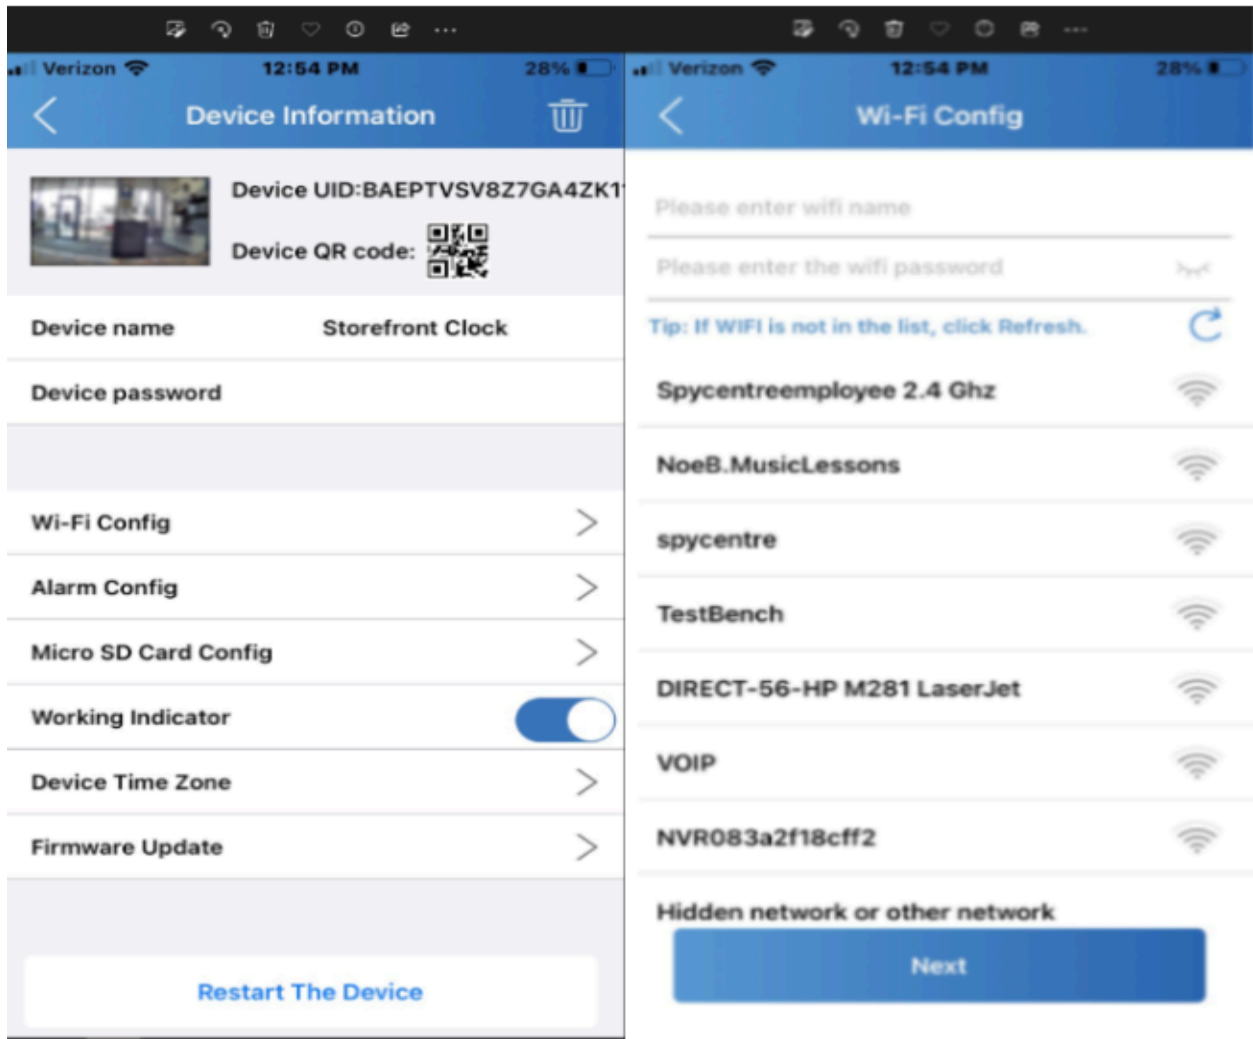 Verizon 12:54 PM 28%
Device Information
Device UID:BAEPTVSV8Z7GA4ZK1
Device QR code:
Device name Storefront Clock
Device password
Wi-Fi Config
Alarm Config
Micro SD Card Config
Working Indicator
Device Time Zone
Firmware Update
Restart The Device
Verizon 12:54 PM 28%
Wi-Fi Config
Please enter wifi name
Please enter the wifi password
Tip: If WIFI is not in the list, click Refresh.
Spycentreemployee 2.4 Ghz
NoeB.MusicLessons
spycentre
TestBench
DIRECT-56-HP M281 LaserJet
VOIP
NVR083a2f18cff2
Hidden network or other network
Next